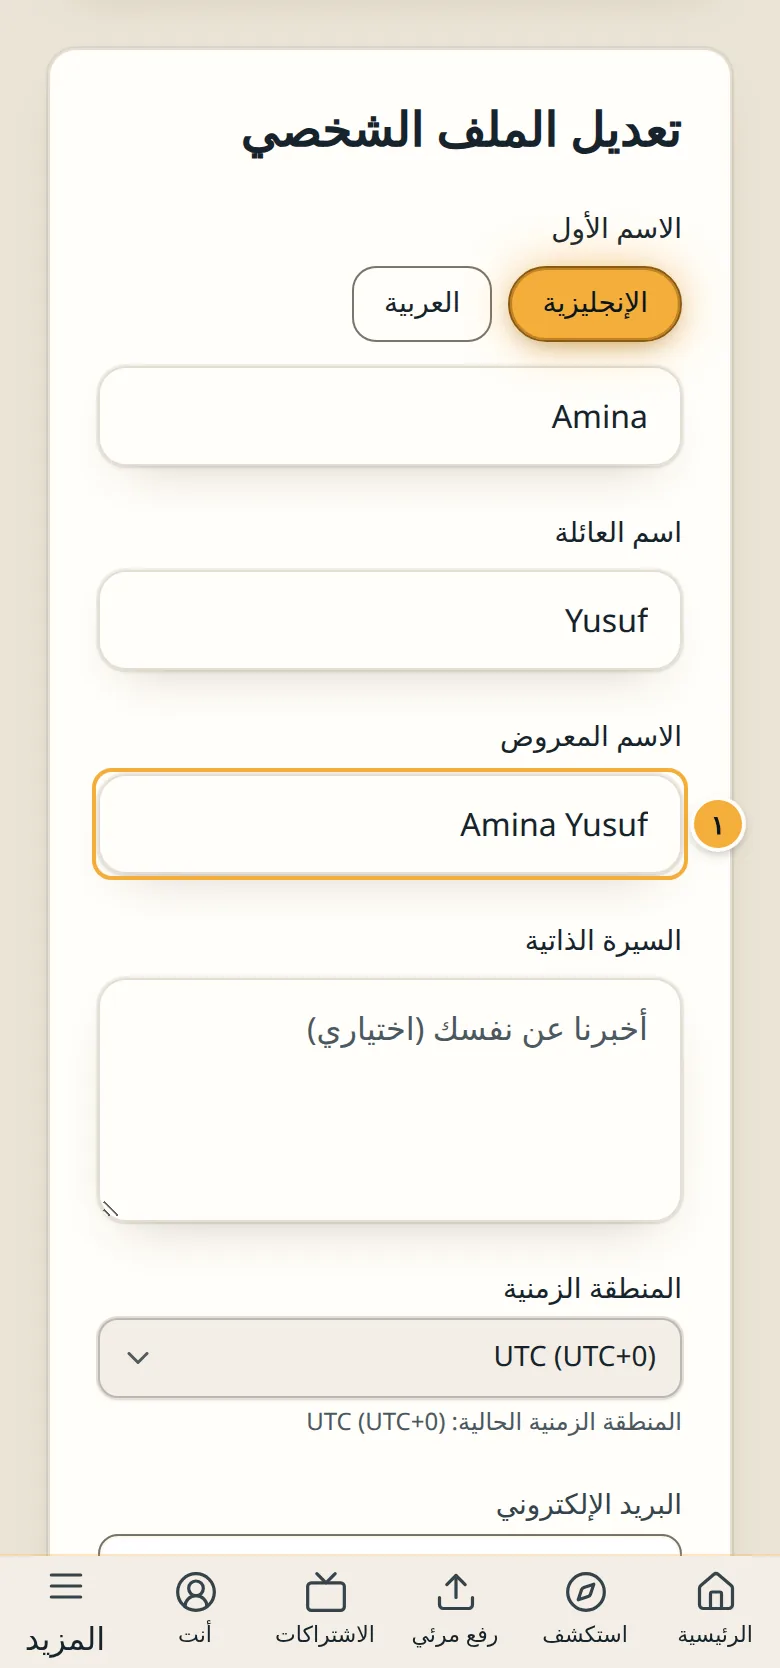 تعديل الملف الشخصي
الاسم الأول
الإنجليزية
العربية
Amina
اسم العائلة
Yusuf
الاسم المعروض
Amina Yusuf
١
السيرة الذاتية
أخبرنا عن نفسك (اختياري)
المنطقة الزمنية
UTC (UTC+0)
المنطقة الزمنية الحالية: UTC (UTC+0)
البريد الإلكتروني
الرئيسية
استكشف
رفع مرئي
الاشتراكات
أنت
المزيد